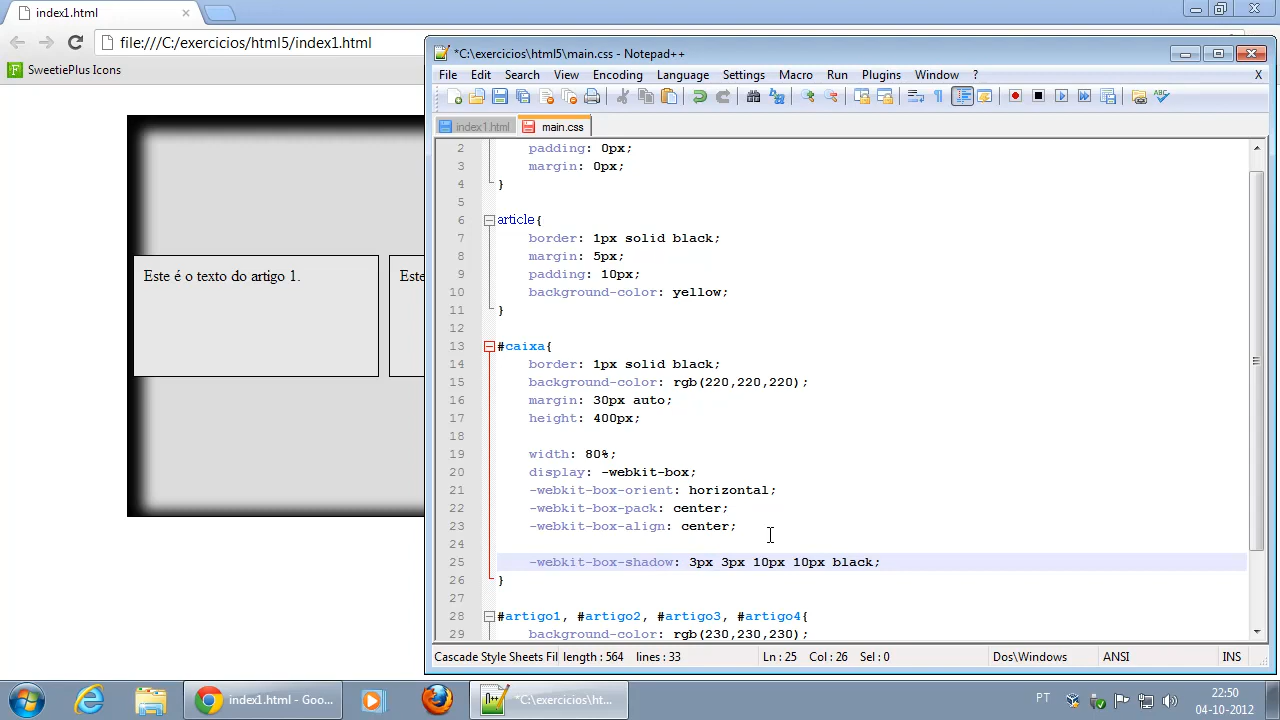 index1.html
file:///C:/exercicios/html5/index1.html
SweetiePlus Icons
Este é o texto do artigo 1.
Este
*C:\exercicios\html5\main.css - Notepad++
File Edit Search View Encoding Language Settings Macro Run Plugins Window ? X
index1.html main.css
2 padding: 0px;
3 margin: 0px;
4 }
5
6 article{
7 border: 1px solid black;
8 margin: 5px;
9 padding: 10px;
10 background-color: yellow;
11 }
12
13 #caixa{
14 border: 1px solid black;
15 background-color: rgb(220,220,220);
16 margin: 30px auto;
17 height: 400px;
18
19 width: 80%;
20 display: -webkit-box;
21 -webkit-box-orient: horizontal;
22 -webkit-box-pack: center;
23 -webkit-box-align: center;
24
25 -webkit-box-shadow: 3px 3px 10px 10px black;
26 }
27
28 #artigo1, #artigo2, #artigo3, #artigo4{
29 background-color: rgb(230,230,230);
Cascade Style Sheets Fil length : 564 lines : 33 Ln : 25 Col : 26 Sel : 0 Dos\Windows ANSI INS
index1.html - Goo...
*C:\exercicios\ht...
PT
22:50
04-10-2012